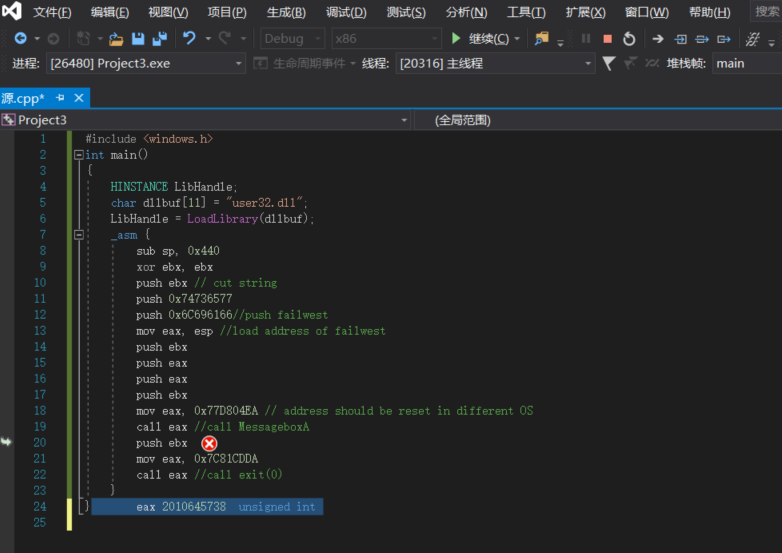 文件(F) 编辑(E) 视图(V) 项目(P) 生成(B) 调试(D) 测试(S) 分析(N) 工具(T) 扩展(X) 窗口(W) 帮助(H) 搜索
Debug x86 继续(C)
进程: [26480] Project3.exe 生命周期事件 线程: [20316] 主线程 堆栈帧: main
源.cpp*
Project3 (全局范围)
1 #include <windows.h>
2 int main()
3 {
4 HINSTANCE LibHandle;
5 char dllbuf[11] = "user32.dll";
6 LibHandle = LoadLibrary(dllbuf);
7 _asm {
8 sub sp, 0x440
9 xor ebx, ebx
10 push ebx // cut string
11 push 0x74736577
12 push 0x6C696166//push failwest
13 mov eax, esp //load address of failwest
14 push ebx
15 push eax
16 push eax
17 push ebx
18 mov eax, 0x77D804EA // address should be reset in different OS
19 call eax //call MessageboxA
20 push ebx
21 mov eax, 0x7C81CDDA
22 call eax //call exit(0)
23 }
24 } eax 2010645738 unsigned int
25